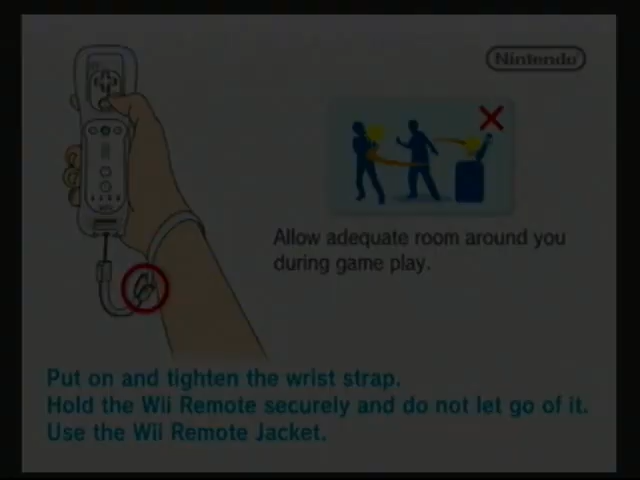 Nintendo
Allow adequate room around you
during game play.
Put on and tighten the wrist strap.
Hold the Wii Remote securely and do not let go of it.
Use the Wii Remote Jacket.